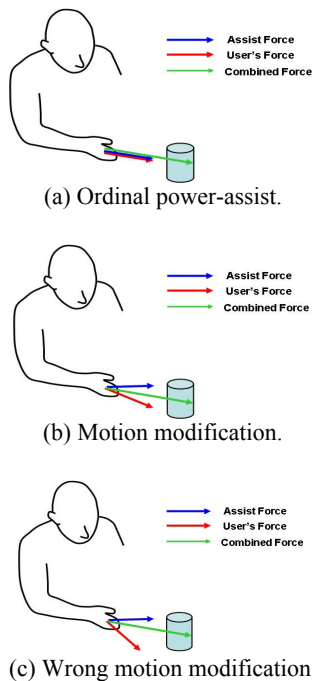 Assist Force
User's Force
Combined Force
(a) Ordinal power-assist.
Assist Force
User's Force
Combined Force
(b) Motion modification.
Assist Force
User's Force
Combined Force
(c) Wrong motion modification